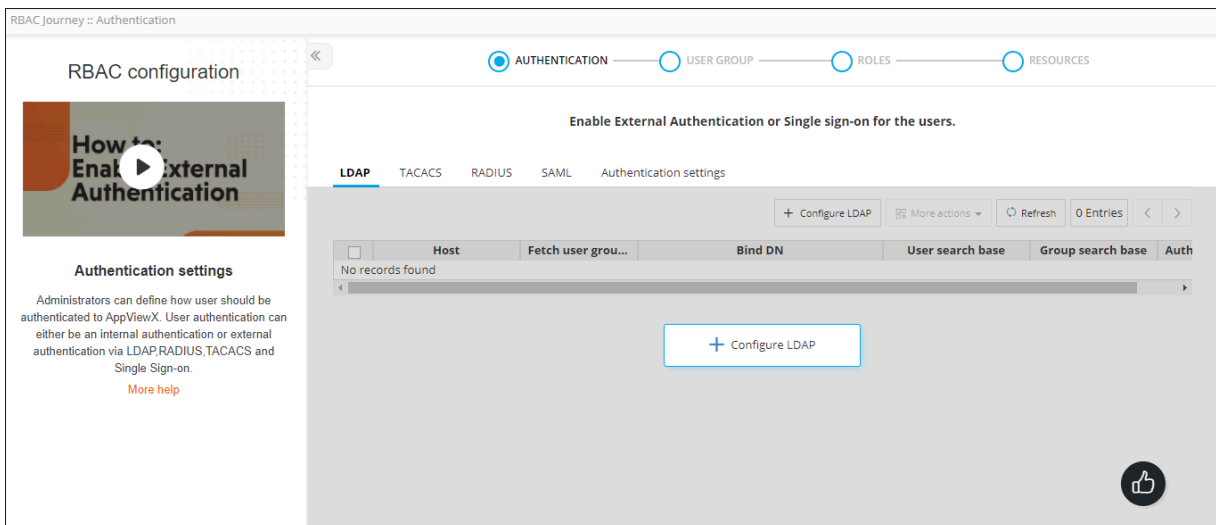 RBAC Journey :: Authentication
RBAC configuration
How to:
Enab External
Authentication
Authentication settings
Administrators can define how user should be
authenticated to AppViewX. User authentication can
either be an internal authentication or external
authentication via LDAP,RADIUS,TACACS and
Single Sign-on.
More help
AUTHENTICATION USER GROUP ROLES RESOURCES
Enable External Authentication or Single sign-on for the users.
LDAP TACACS RADIUS SAML Authentication settings
+ Configure LDAP More actions Refresh 0 Entries
Host Fetch user grou... Bind DN User search base Group search base Auth
No records found
+ Configure LDAP